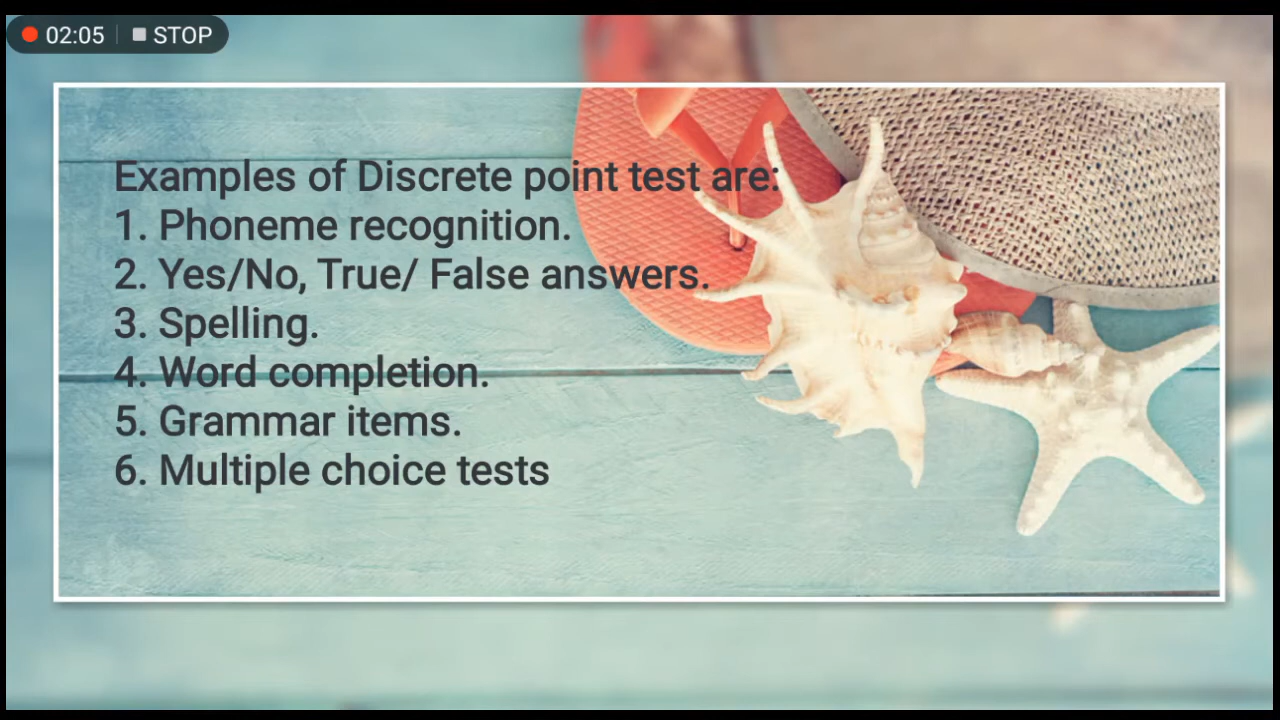 02:05 STOP
Examples of Discrete point test are:
1. Phoneme recognition.
2. Yes/No, True/ False answers.
3. Spelling.
4. Word completion.
5. Grammar items.
6. Multiple choice tests